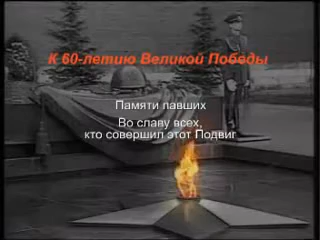 К 60-летию Великой Победы
Памяти павших
Во славу всех,
кто совершил этот Подвиг